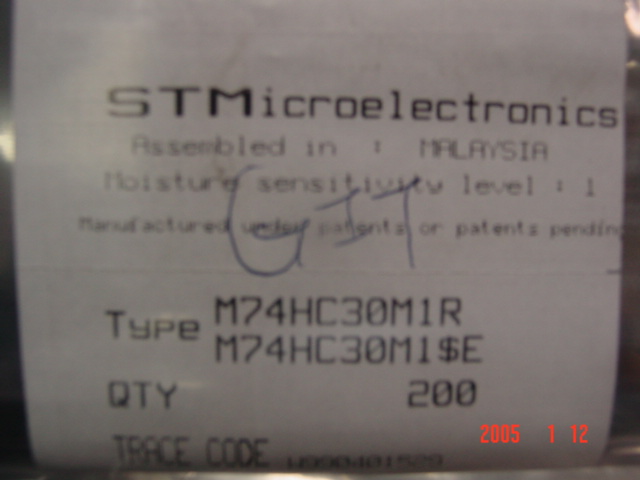 STMicroelectronics
Assembled in : MALAYSIA
Moisture sensitivity level : 1
Manufactured under patents or patents pending
GIT
Type M74HC30M1R
M74HC30M1$E
QTY 200
2005 1 12
TRACE CODE